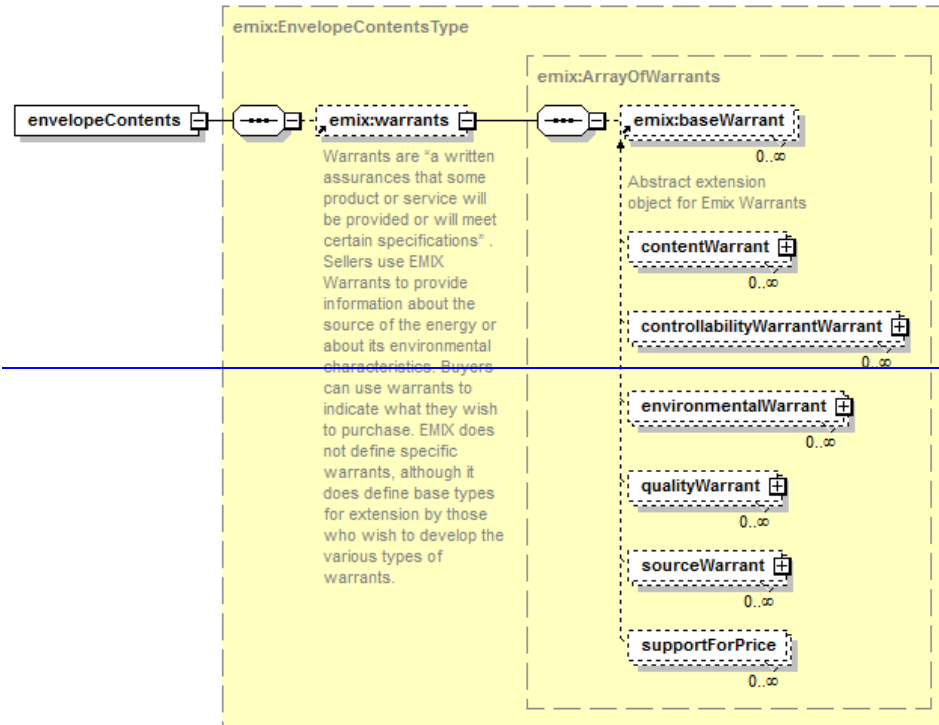 emix:EnvelopeContentsType
emix:ArrayOfWarrants
envelopeContents
emix:warrants
Warrants are “a written
assurances that some
product or service will
be provided or will meet
certain specifications” .
Sellers use EMIX
Warrants to provide
information about the
source of the energy or
about its environmental
characteristics. Buyers
can use warrants to
indicate what they wish
to purchase. EMIX does
not define specific
warrants, although it
does define base types
for extension by those
who wish to develop the
various types of
warrants.
emix:baseWarrant
0..∞
Abstract extension
object for Emix Warrants
contentWarrant
0..∞
controllabilityWarrantWarrant
0..∞
environmentalWarrant
0..∞
qualityWarrant
0..∞
sourceWarrant
0..∞
supportForPrice
0..∞